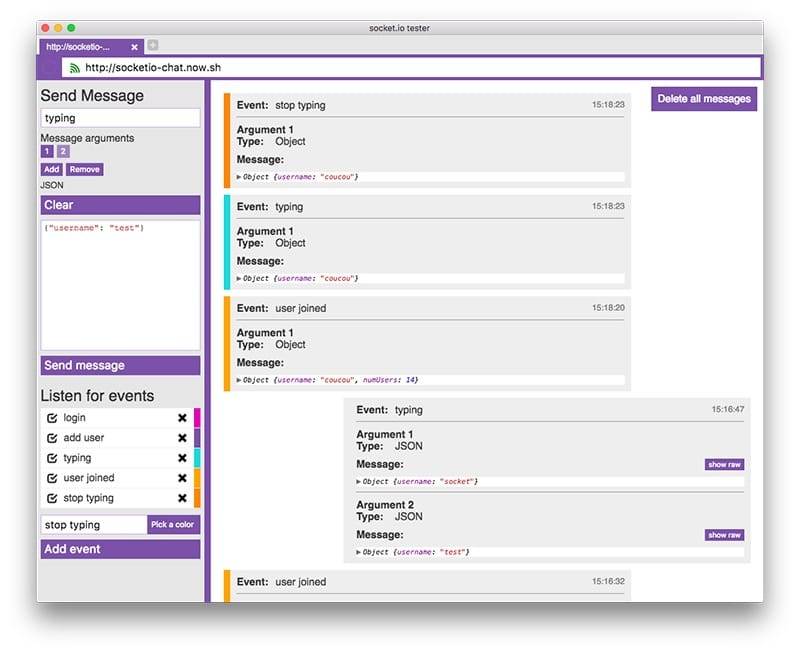 socket.io tester
http://socketio-...
http://socketio-chat.now.sh
Send Message
typing
Message arguments
1 2
Add Remove
JSON
Clear
{"username": "test"}
Send message
Listen for events
login
add user
typing
user joined
stop typing
stop typing Pick a color
Add event
Delete all messages
Event: stop typing 15:18:23
Argument 1
Type: Object
Message:
Object {username: "coucou"}
Event: typing 15:18:23
Argument 1
Type: Object
Message:
Object {username: "coucou"}
Event: user joined 15:18:20
Argument 1
Type: Object
Message:
Object {username: "coucou", numUsers: 14}
Event: typing 15:16:47
Argument 1
Type: JSON
Message: show raw
Object {username: "socket"}
Argument 2
Type: JSON
Message: show raw
Object {username: "test"}
Event: user joined 15:16:32